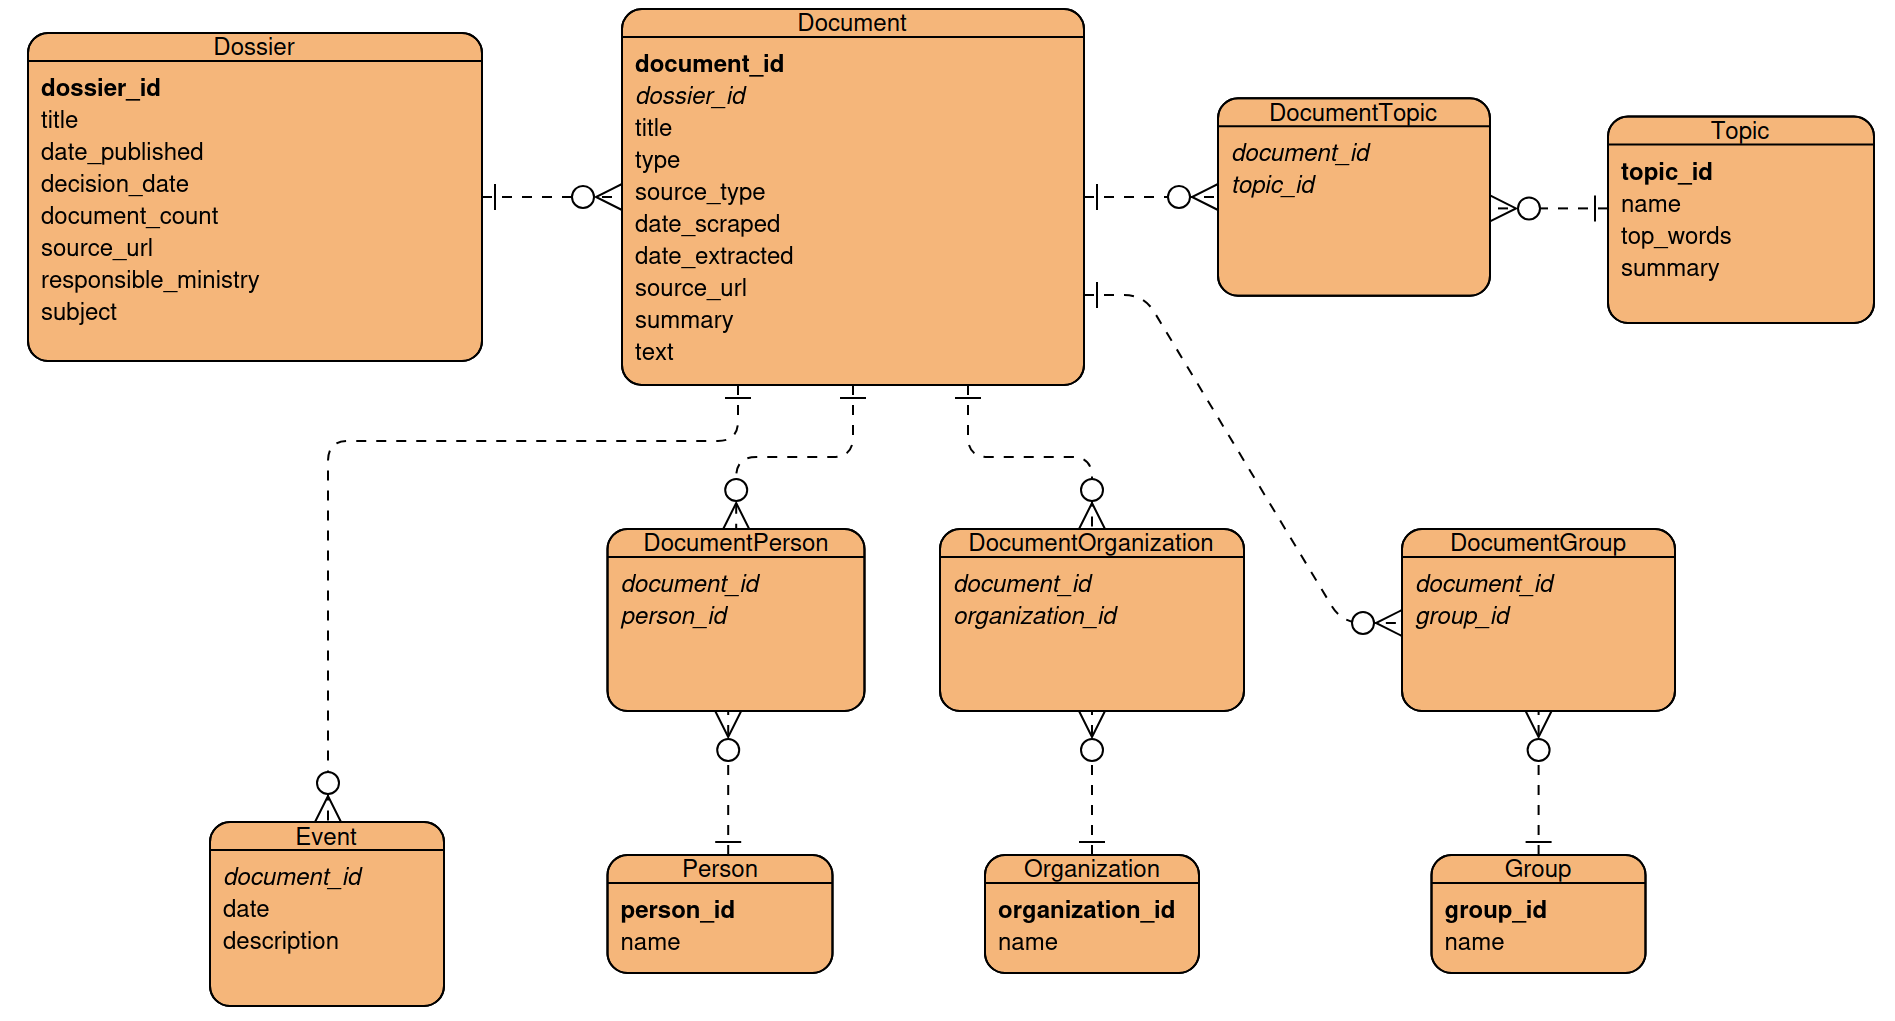 Dossier
dossier_id
title
date_published
decision_date
document_count
source_url
responsible_ministry
subject
Document
document_id
dossier_id
title
type
source_type
date_scraped
date_extracted
source_url
summary
text
DocumentTopic
document_id
topic_id
Topic
topic_id
name
top_words
summary
DocumentPerson
document_id
person_id
DocumentOrganization
document_id
organization_id
DocumentGroup
document_id
group_id
Event
document_id
date
description
Person
person_id
name
Organization
organization_id
name
Group
group_id
name